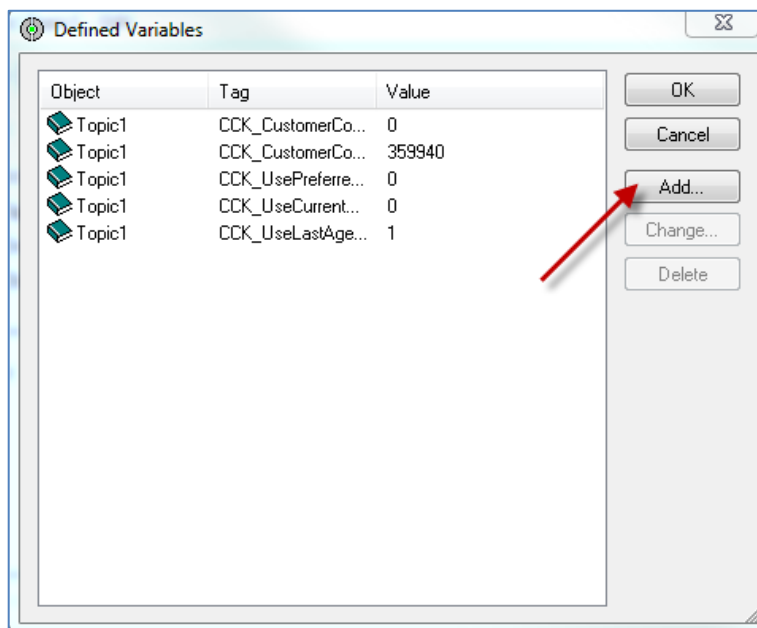 Defined Variables
Object Tag Value
Topic1 CCK_CustomerCo... 0
Topic1 CCK_CustomerCo... 359940
Topic1 CCK_UsePreferre... 0
Topic1 CCK_UseCurrent... 0
Topic1 CCK_UseLastAge... 1
OK
Cancel
Add...
Change...
Delete